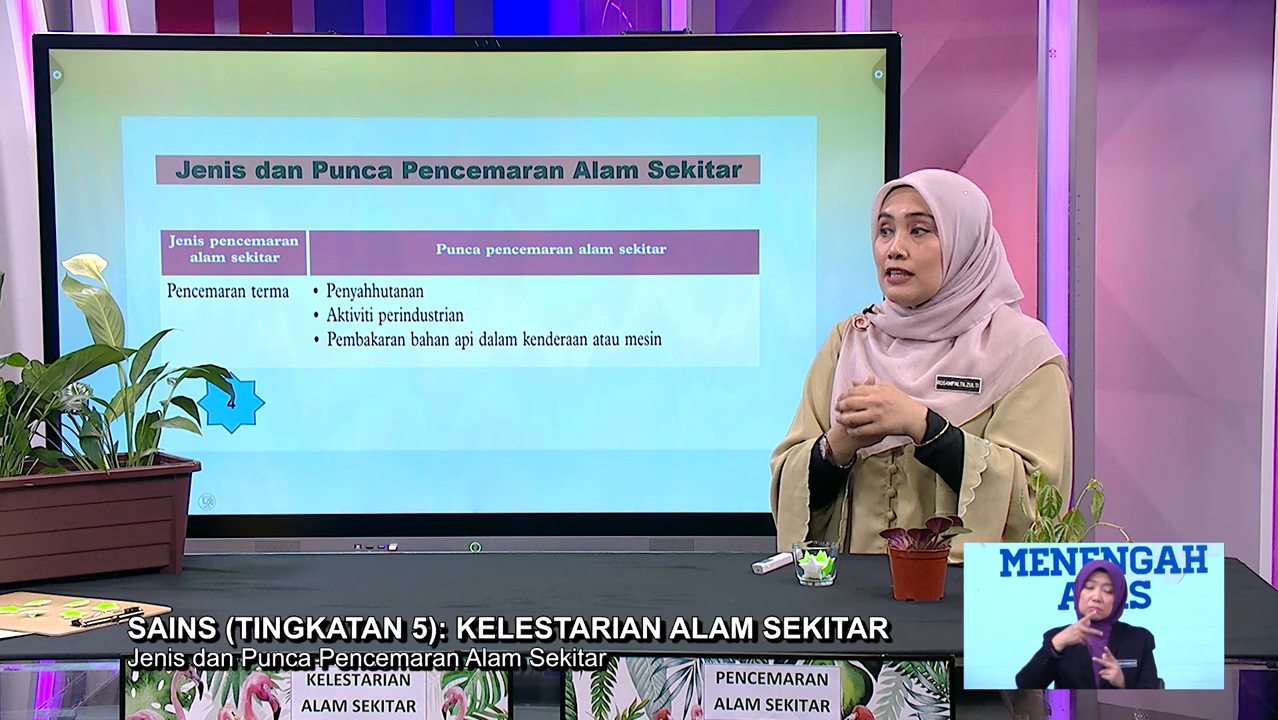 Jenis dan Punca Pencemaran Alam Sekitar
Jenis pencemaran
alam sekitar
Punca pencemaran alam sekitar
Pencemaran terma
• Penyahhutanan
• Aktiviti perindustrian
• Pembakaran bahan api dalam kenderaan atau mesin
4
MENENGAH
SAINS (TINGKATAN 5): KELESTARIAN ALAM SEKITAR
Jenis dan Punca Pencemaran Alam Sekitar
KELESTARIAN
ALAM SEKITAR
PENCEMARAN
ALAM SEKITAR